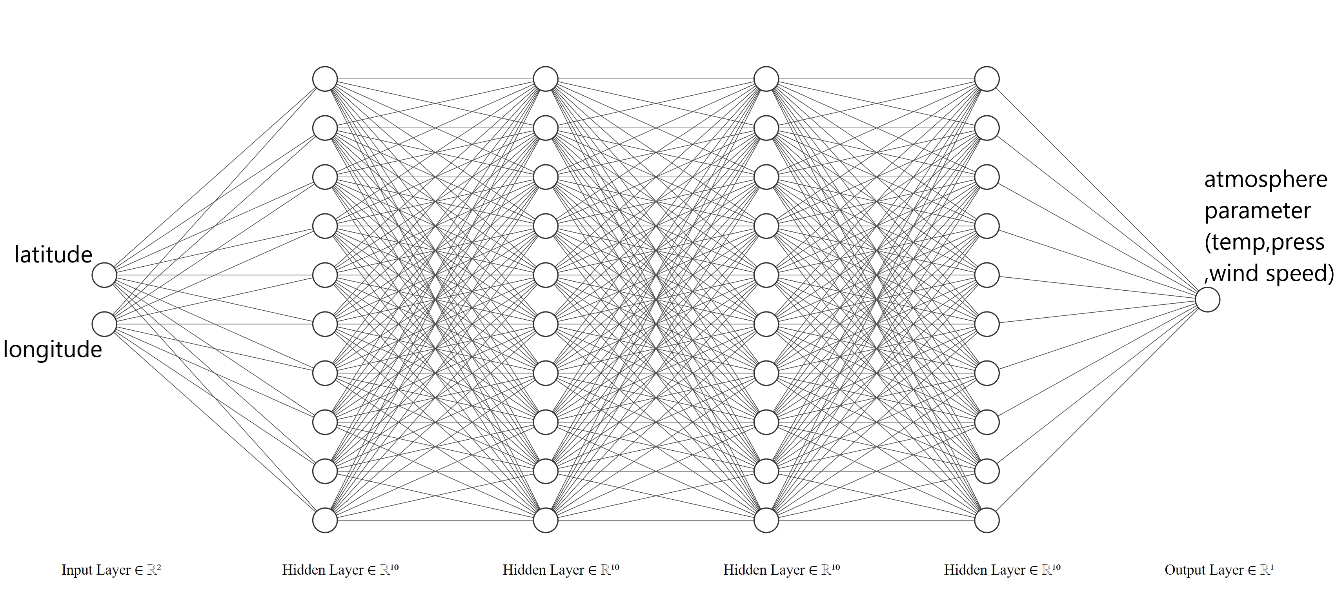 latitude
longitude
atmosphere
parameter
(temp,press
,wind speed)
Input Layer ∈ ℝ²
Hidden Layer ∈ ℝ¹⁰
Hidden Layer ∈ ℝ¹⁰
Hidden Layer ∈ ℝ¹⁰
Hidden Layer ∈ ℝ¹⁰
Output Layer ∈ ℝ¹